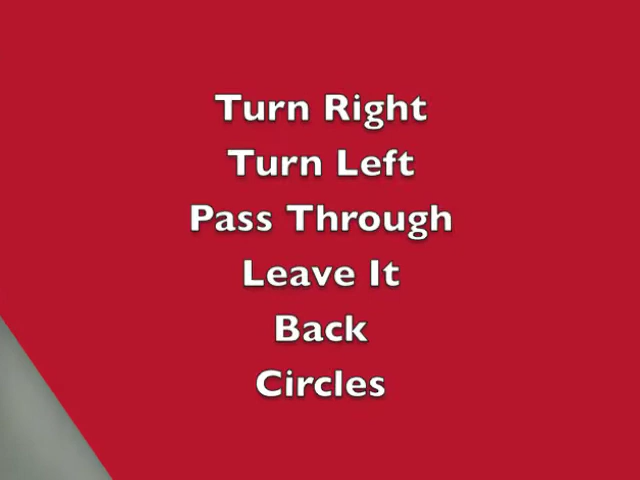 Turn Right
Turn Left
Pass Through
Leave It
Back
Circles